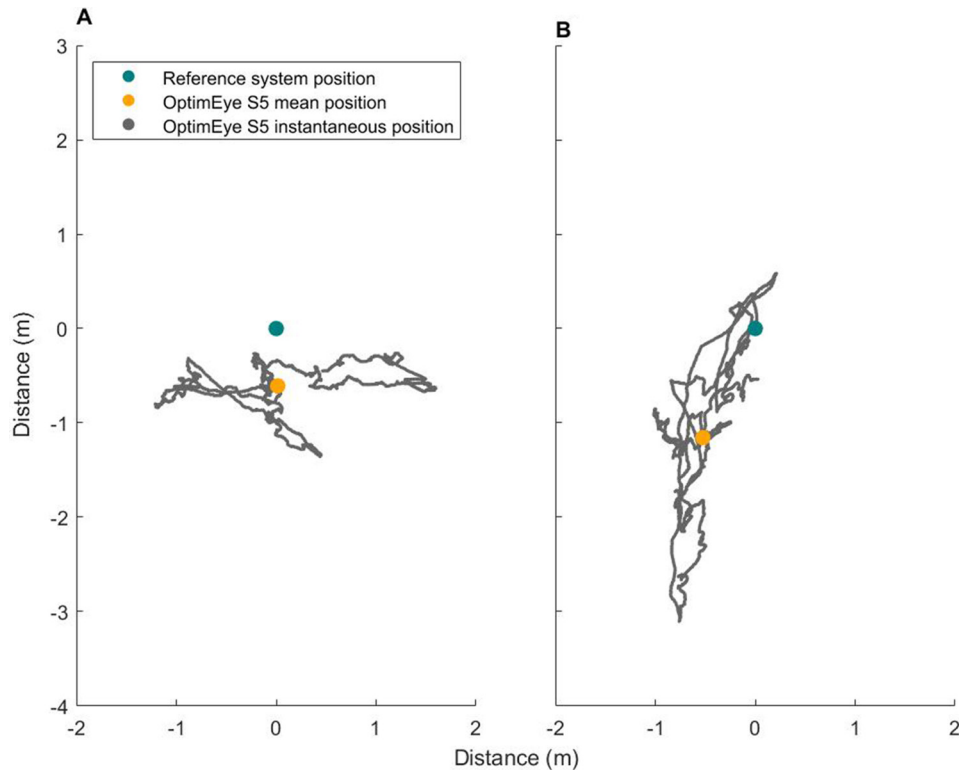 A
B
3
2
1
0
-1
-2
-3
-4
Reference system position
OptimEye S5 mean position
OptimEye S5 instantaneous position
Distance (m)
-2 -1 0 1 2
-2 -1 0 1 2
Distance (m)